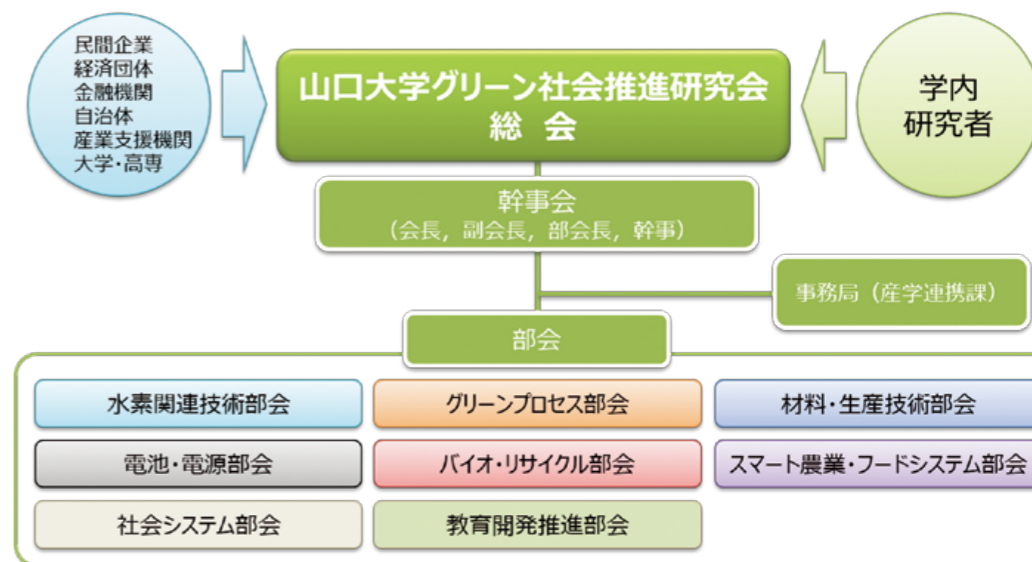 民間企業
経済団体
金融機関
自治体
産業支援機関
大学・高専
山口大学グリーン社会推進研究会
総 会
学内
研究者
幹事会
（会長，副会長，部会長，幹事）
事務局（産学連携課）
部会
水素関連技術部会
グリーンプロセス部会
材料・生産技術部会
電池・電源部会
バイオ・リサイクル部会
スマート農業・フードシステム部会
社会システム部会
教育開発推進部会